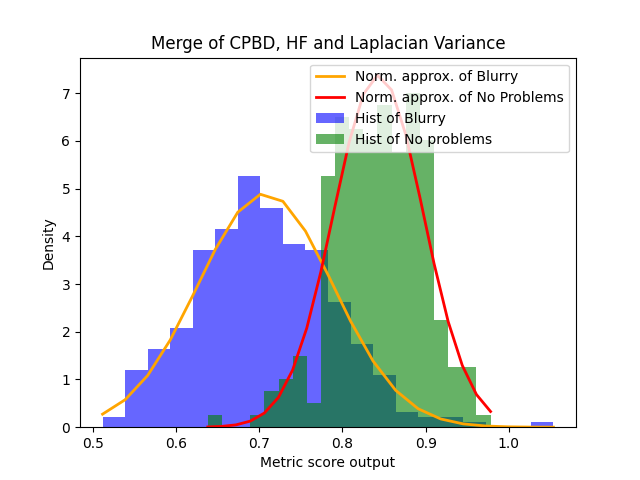 Merge of CPBD, HF and Laplacian Variance
Norm. approx. of Blurry
Norm. approx. of No Problems
Hist of Blurry
Hist of No problems
Density
7
6
5
4
3
2
1
0
0.5 0.6 0.7 0.8 0.9 1.0
Metric score output